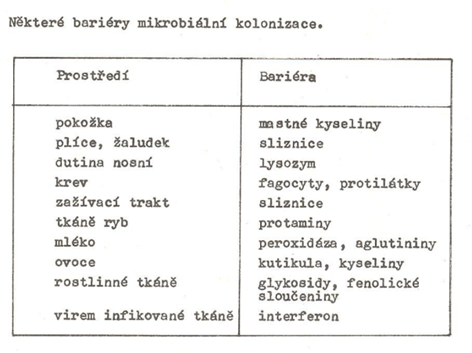 Některé bariéry mikrobiální kolonizace.
Prostředí Bariéra
pokožka mastné kyseliny
plíce, žaludek sliznice
dutina nosní lysozym
krev fagocyty, protilátky
zažívací trakt sliznice
tkáně ryb protaminy
mléko peroxidáza, aglutininy
ovoce kutikula, kyseliny
rostlinné tkáně glykosidy, fenolické
sloučeniny
virem infikované tkáně interferon